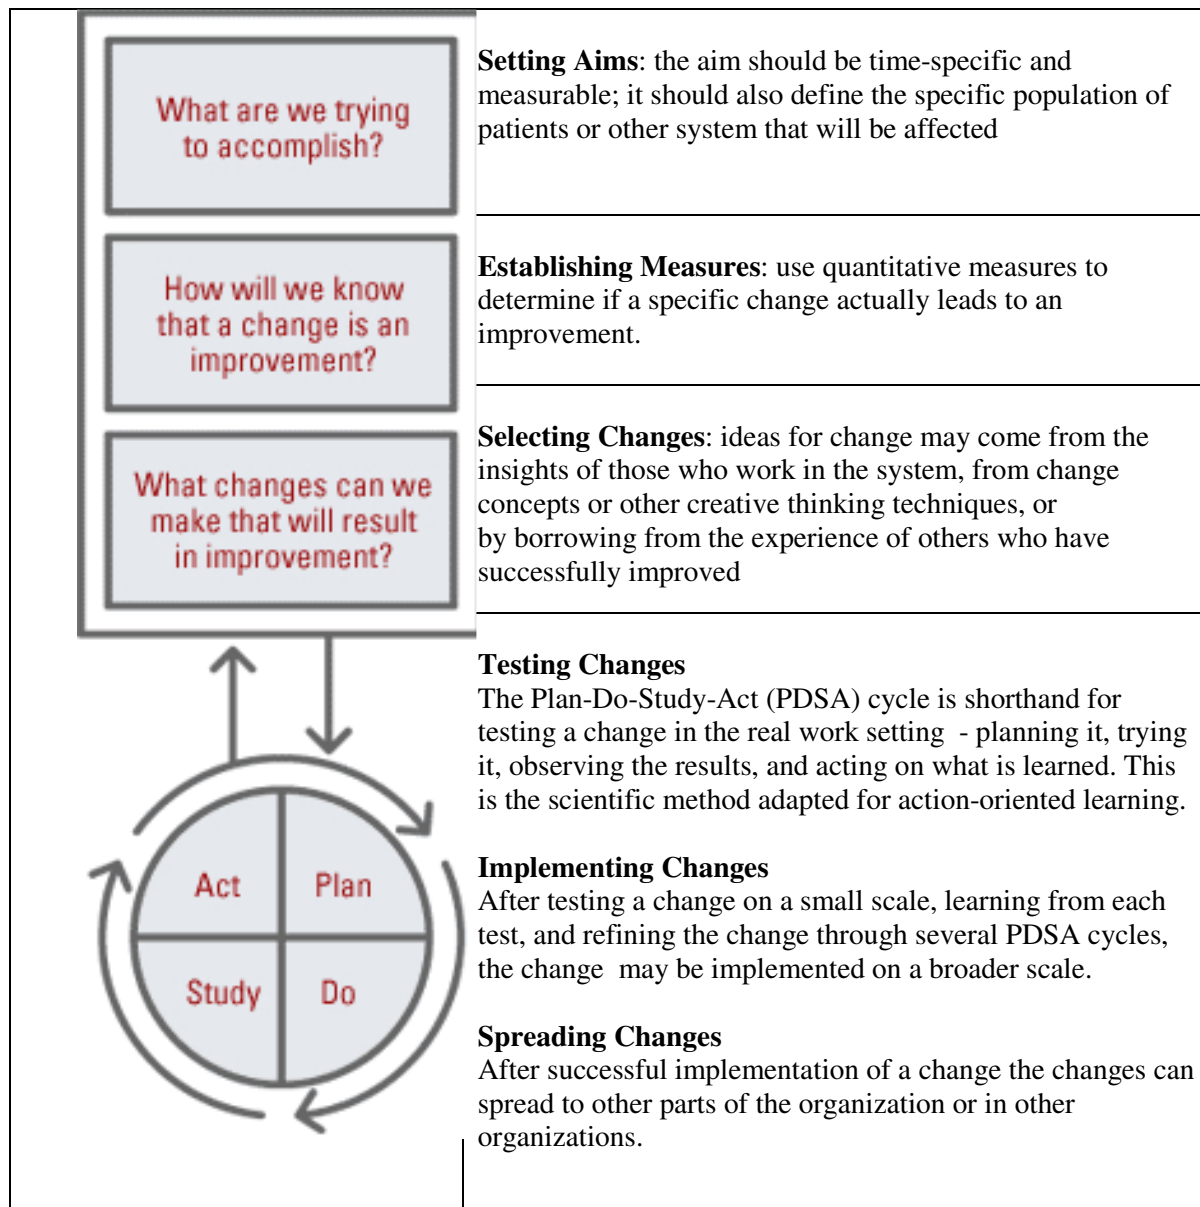 What are we trying
to accomplish?
Setting Aims: the aim should be time-specific and
measurable; it should also define the specific population of
patients or other system that will be affected
How will we know
that a change is an
improvement?
Establishing Measures: use quantitative measures to
determine if a specific change actually leads to an
improvement.
What changes can we
make that will result
in improvement?
Selecting Changes: ideas for change may come from the
insights of those who work in the system, from change
concepts or other creative thinking techniques, or
by borrowing from the experience of others who have
successfully improved
Act
Plan
Study
Do
Testing Changes
The Plan-Do-Study-Act (PDSA) cycle is shorthand for
testing a change in the real work setting  - planning it, trying
it, observing the results, and acting on what is learned. This
is the scientific method adapted for action-oriented learning.
Implementing Changes
After testing a change on a small scale, learning from each
test, and refining the change through several PDSA cycles,
the change  may be implemented on a broader scale.
Spreading Changes
After successful implementation of a change the changes can
spread to other parts of the organization or in other
organizations.